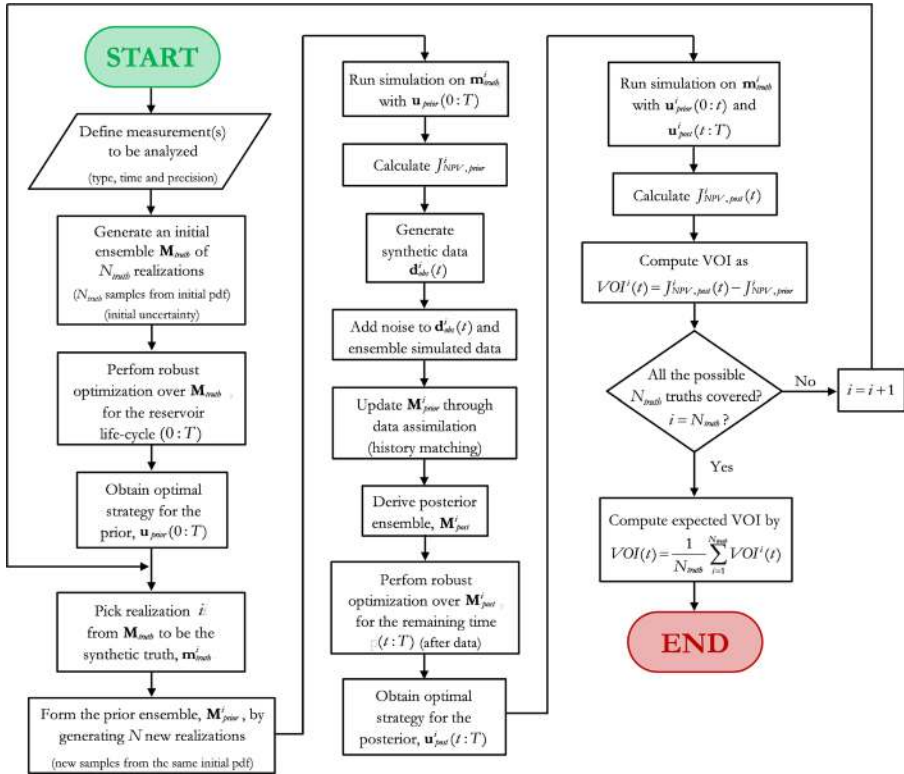 START
Define measurement(s)
to be analyzed
(type, time and precision)
Generate an initial
ensemble M_truth of
N_truth realizations
(N_truth samples from initial pdf)
(initial uncertainty)
Perfom robust
optimization over M_truth
for the reservoir
life-cycle (0:T)
Obtain optimal
strategy for the
prior, u_prior(0:T)
Pick realization i
from M_truth to be the
synthetic truth, m^i_truth
Form the prior ensemble, M^i_prior, by
generating N new realizations
(new samples from the same initial pdf)
Run simulation on m^i_truth
with u_prior(0:T)
Calculate J^i_NPV,prior
Generate
synthetic data
d^i_obs(t)
Add noise to d^i_obs(t) and
ensemble simulated data
Update M^i_prior through
data assimilation
(history matching)
Derive posterior
ensemble, M^i_post
Perfom robust
optimization over M^i_post
for the remaining time
(t:T) (after data)
Obtain optimal
strategy for the
posterior, u^i_post(t:T)
Run simulation on m^i_truth
with u^i_prior(0:t) and
u^i_post(t:T)
Calculate J^i_NPV,post(t)
Compute VOI as
VOI^i(t) = J^i_NPV,post(t) − J^i_NPV,prior
All the possible
N_truth truths covered?
i = N_truth ?
No
i = i+1
Yes
Compute expected VOI by
VOI(t) = 1/N_truth ∑_{i=1}^{N_truth} VOI^i(t)
END